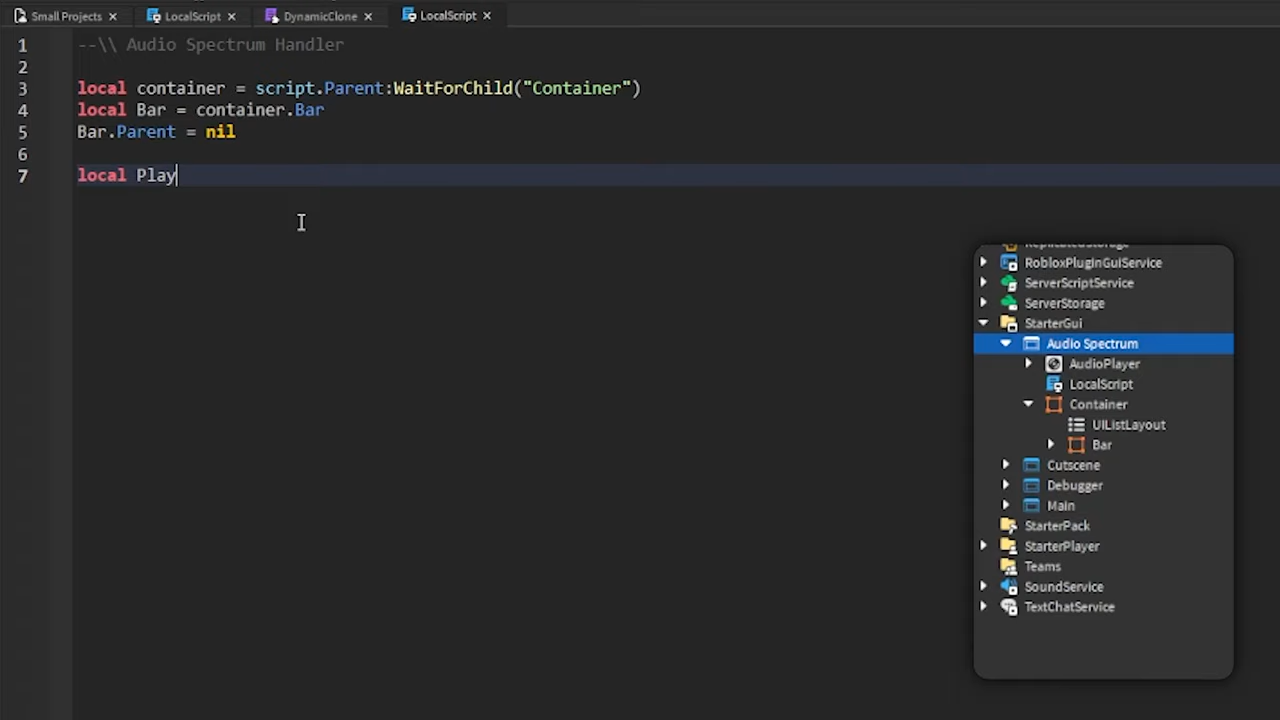 Small Projects
LocalScript
DynamicClone
LocalScript
1 --\\ Audio Spectrum Handler
2
3 local container = script.Parent:WaitForChild("Container")
4 local Bar = container.Bar
5 Bar.Parent = nil
6
7 local Play
ReplicatedStorage
RobloxPluginGuiService
ServerScriptService
ServerStorage
StarterGui
Audio Spectrum
AudioPlayer
LocalScript
Container
UIListLayout
Bar
Cutscene
Debugger
Main
StarterPack
StarterPlayer
Teams
SoundService
TextChatService